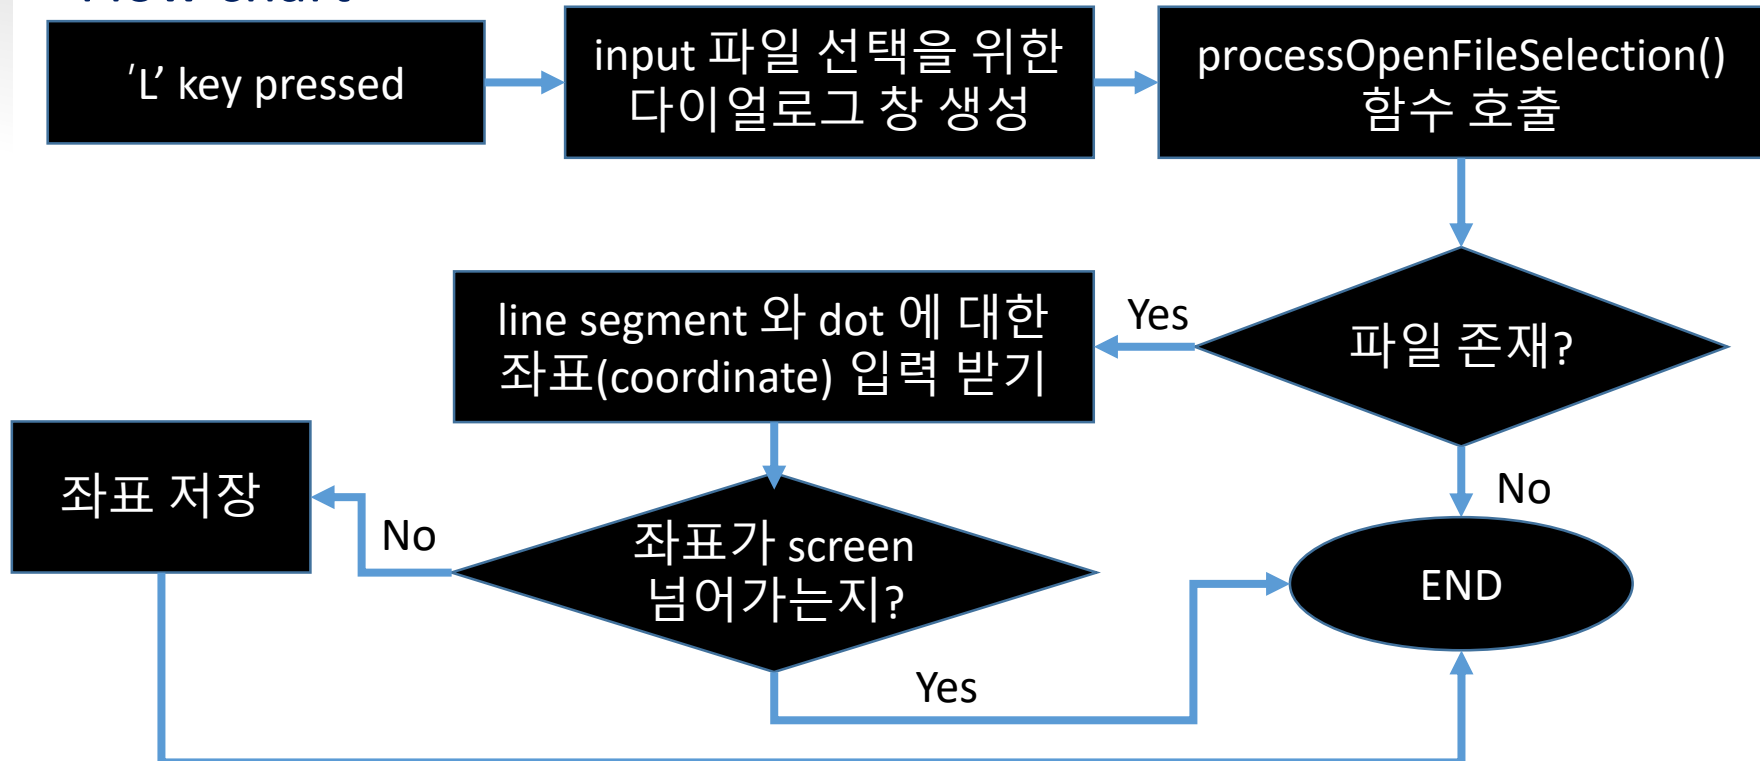 Flow chart
'L’ key pressed
input 파일 선택을 위한
다이얼로그 창 생성
processOpenFileSelection()
함수 호출
파일 존재?
Yes
line segment 와 dot 에 대한
좌표(coordinate) 입력 받기
No
좌표가 screen
넘어가는지?
No
좌표 저장
Yes
END